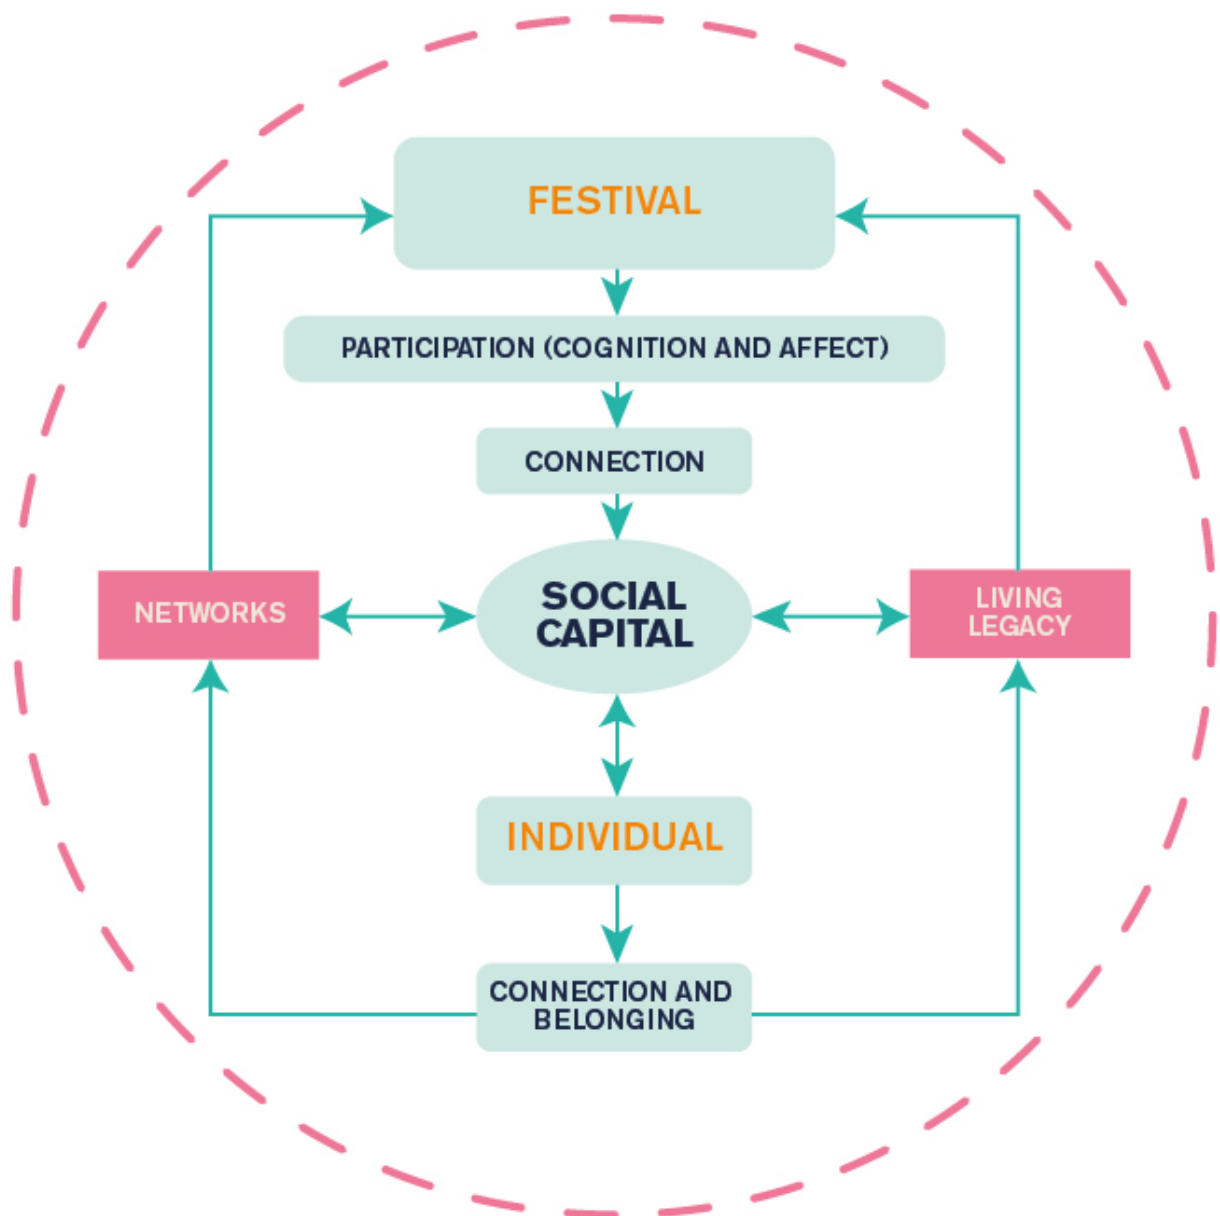 FESTIVAL
PARTICIPATION (COGNITION AND AFFECT)
CONNECTION
NETWORKS
SOCIAL
CAPITAL
LIVING
LEGACY
INDIVIDUAL
CONNECTION AND
BELONGING